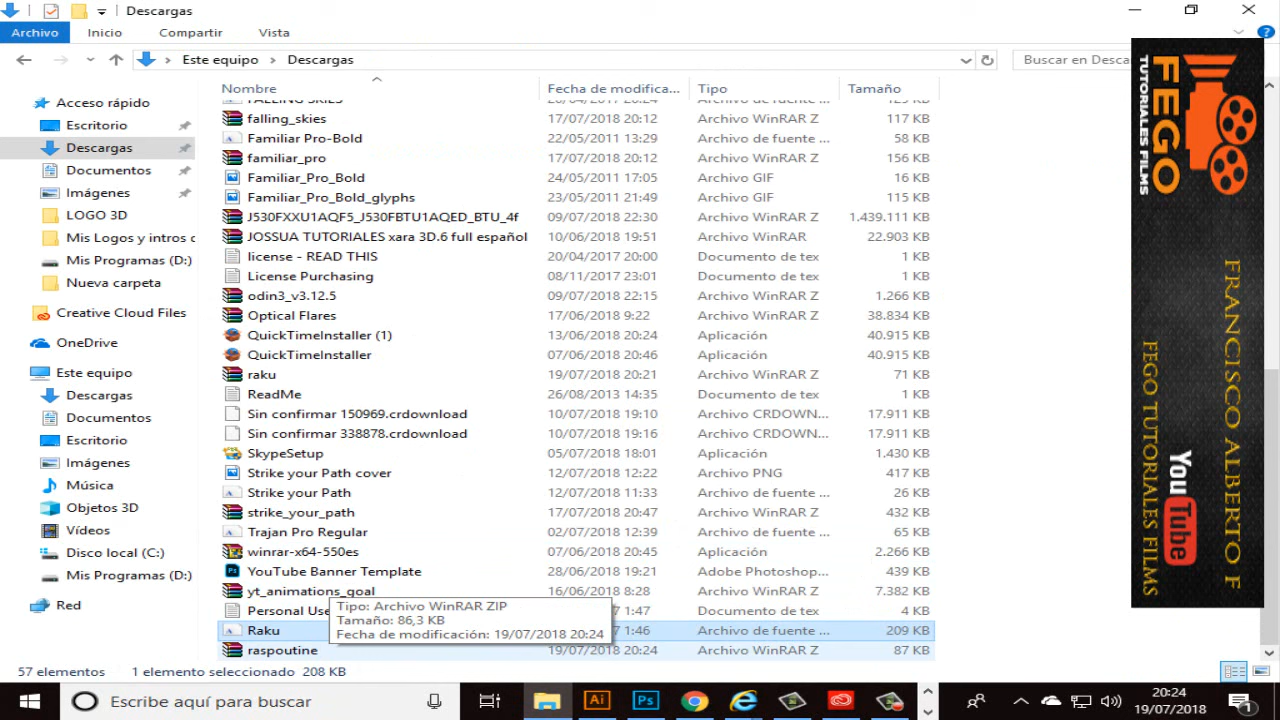 Descargas
Archivo Inicio Compartir Vista
Este equipo Descargas Buscar en Desca
Nombre Fecha de modifica... Tipo Tamaño
Acceso rápido
Escritorio
Descargas
Documentos
Imágenes
LOGO 3D
Mis Logos y intros c
Mis Programas (D:)
Nueva carpeta
Creative Cloud Files
OneDrive
Este equipo
Descargas
Documentos
Escritorio
Imágenes
Música
Objetos 3D
Vídeos
Disco local (C:)
Mis Programas (D:)
Red
falling_skies 17/07/2018 20:12 Archivo WinRAR Z 117 KB
Familiar Pro-Bold 22/05/2011 13:29 Archivo de fuente ... 58 KB
familiar_pro 17/07/2018 20:12 Archivo WinRAR Z 156 KB
Familiar_Pro_Bold 24/05/2011 17:05 Archivo GIF 16 KB
Familiar_Pro_Bold_glyphs 23/05/2011 21:49 Archivo GIF 115 KB
J530FXXU1AQF5_J530FBTU1AQED_BTU_4f 09/07/2018 22:30 Archivo WinRAR Z 1.439.111 KB
JOSSUA TUTORIALES xara 3D.6 full español 10/06/2018 19:51 Archivo WinRAR 22.903 KB
license - READ THIS 20/04/2017 20:00 Documento de tex 1 KB
License Purchasing 08/11/2017 23:01 Documento de tex 1 KB
odin3_v3.12.5 09/07/2018 22:15 Archivo WinRAR Z 1.266 KB
Optical Flares 17/06/2018 9:22 Archivo WinRAR Z 38.834 KB
QuickTimeInstaller (1) 13/06/2018 20:24 Aplicación 40.915 KB
QuickTimeInstaller 07/06/2018 20:46 Aplicación 40.915 KB
raku 19/07/2018 20:21 Archivo WinRAR Z 71 KB
ReadMe 26/08/2013 14:35 Documento de tex 1 KB
Sin confirmar 150969.crdownload 10/07/2018 19:10 Archivo CRDOWN... 17.911 KB
Sin confirmar 338878.crdownload 10/07/2018 19:16 Archivo CRDOWN... 17.911 KB
SkypeSetup 05/07/2018 18:01 Aplicación 1.430 KB
Strike your Path cover 12/07/2018 12:22 Archivo PNG 417 KB
Strike your Path 12/07/2018 11:33 Archivo de fuente ... 26 KB
strike_your_path 17/07/2018 20:47 Archivo WinRAR Z 432 KB
Trajan Pro Regular 02/07/2018 12:39 Archivo de fuente ... 65 KB
winrar-x64-550es 07/06/2018 20:45 Aplicación 2.266 KB
YouTube Banner Template 28/06/2018 19:21 Adobe Photoshop... 439 KB
yt_animations_goal 16/06/2018 8:28 Archivo WinRAR Z 7.382 KB
Personal Use 1:47 Documento de tex 4 KB
Raku 1:46 Archivo de fuente ... 209 KB
raspoutine 19/07/2018 20:24 Archivo WinRAR Z 87 KB
Tipo: Archivo WinRAR ZIP
Tamaño: 86,3 KB
Fecha de modificación: 19/07/2018 20:24
57 elementos 1 elemento seleccionado 208 KB
FEGO
TUTORIALES FILMS
FRANCISCO ALBERTO F
FEGO TUTORIALES FILMS
YouTube
Escribe aquí para buscar
Ai
Ps
20:24
19/07/2018
1